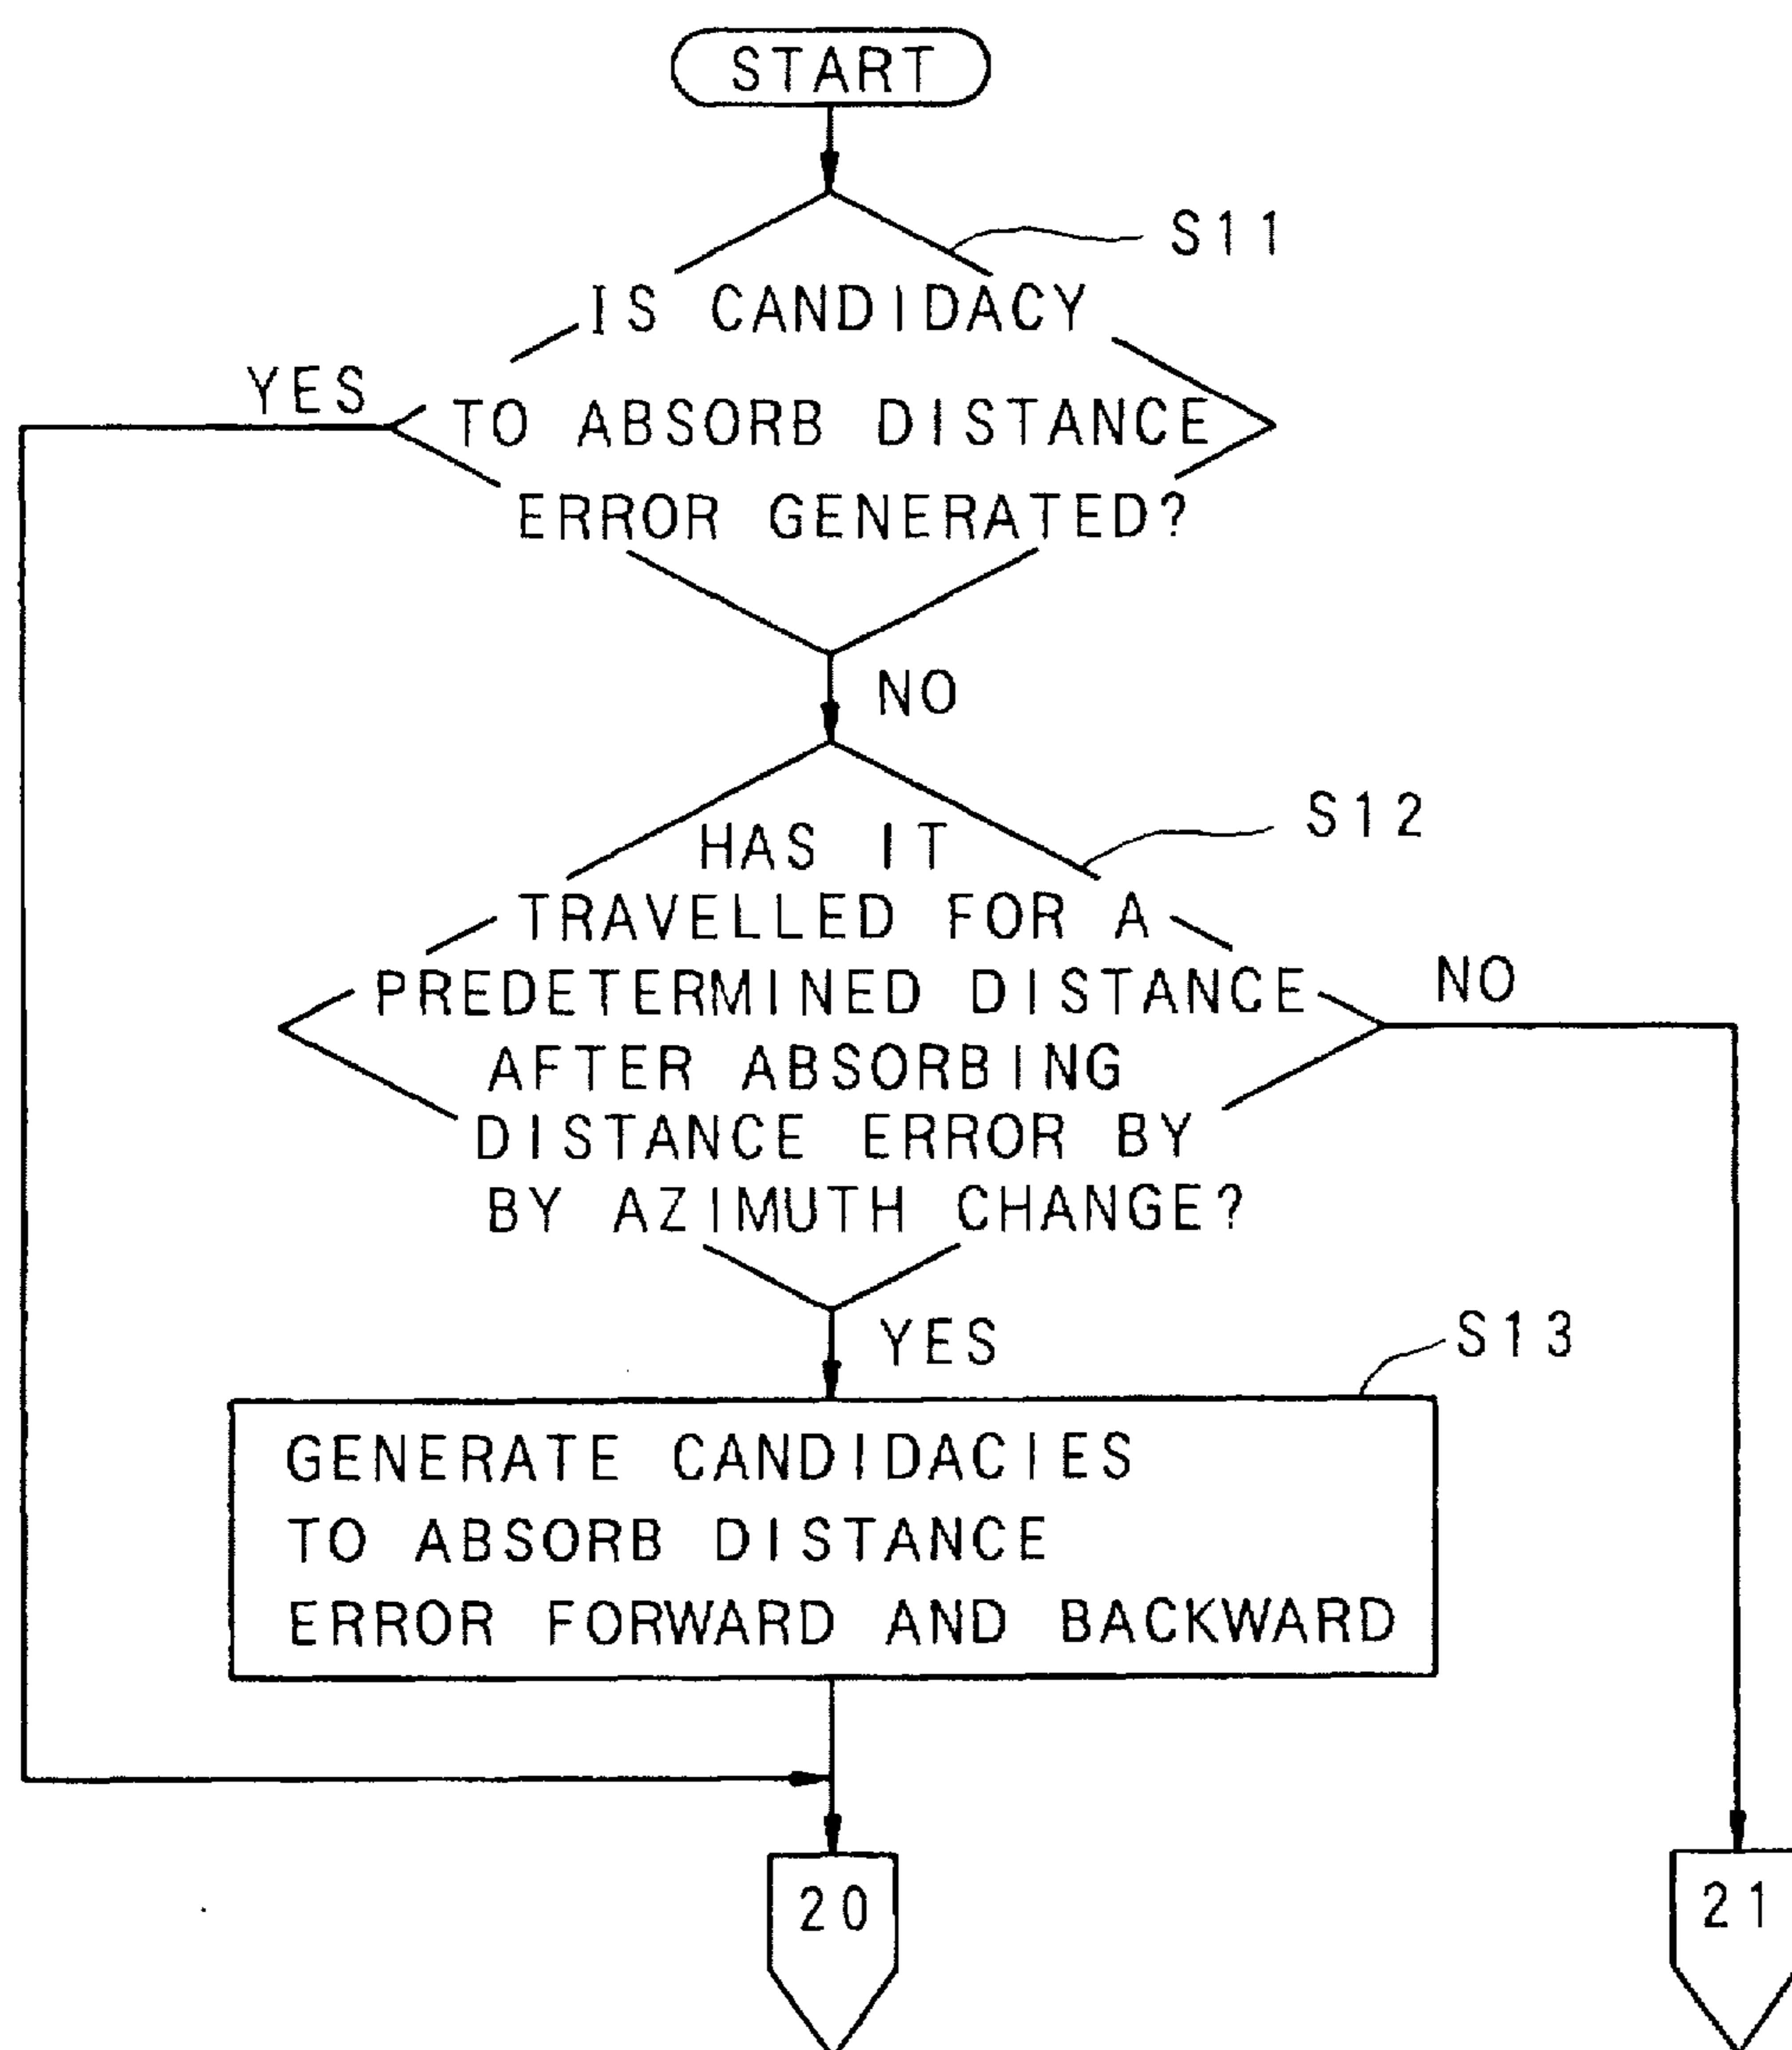 START
S11
IS CANDIDACY
YES
TO ABSORB DISTANCE
ERROR GENERATED?
NO
S12
HAS IT
TRAVELLED FOR A
PREDETERMINED DISTANCE
NO
AFTER ABSORBING
DISTANCE ERROR BY
BY AZIMUTH CHANGE?
YES
S13
GENERATE CANDIDACIES
TO ABSORB DISTANCE
ERROR FORWARD AND BACKWARD
20
21